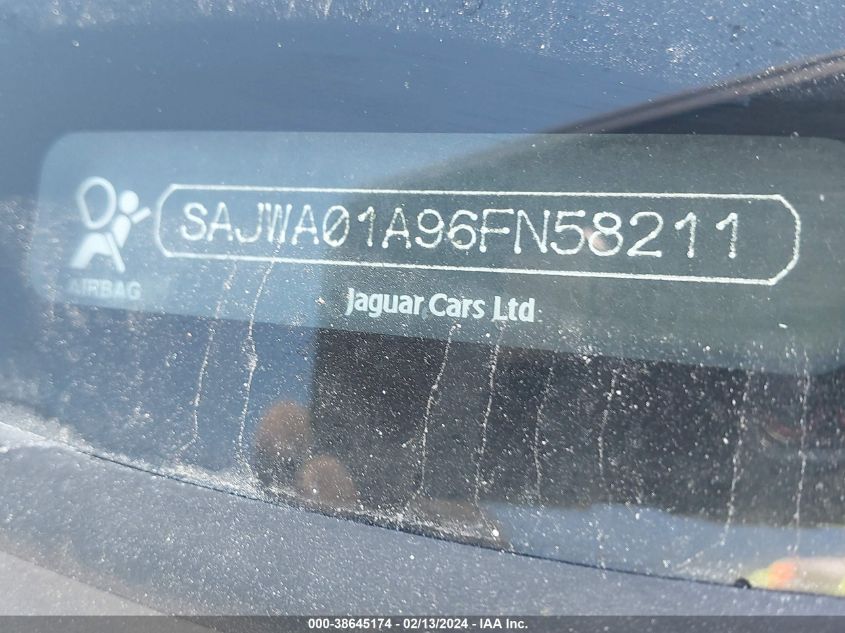 SAJWA01A96FN58211
AIRBAG
Jaguar Cars Ltd
000-38645174 - 02/13/2024 - IAA Inc.